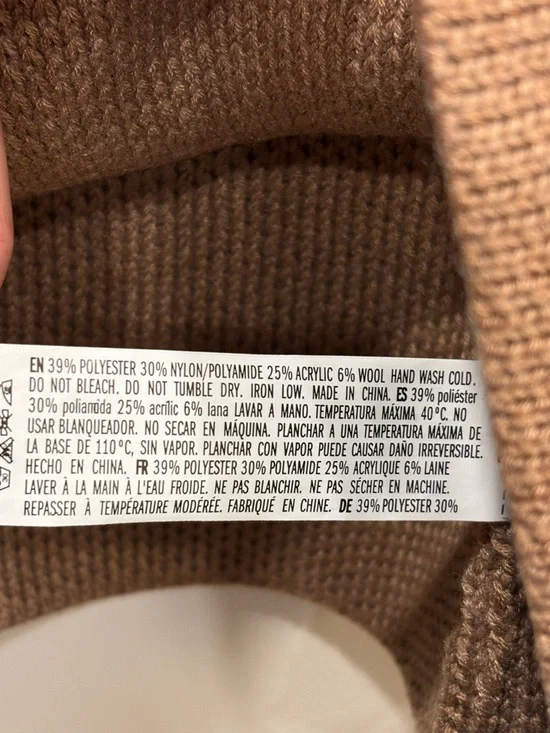 EN 39% POLYESTER 30% NYLON/POLYAMIDE 25% ACRYLIC 6% WOOL HAND WASH COLD.
DO NOT BLEACH. DO NOT TUMBLE DRY. IRON LOW. MADE IN CHINA. ES 39% poliéster
30% poliamida 25% acrílic 6% lana LAVAR A MANO. TEMPERATURA MÁXIMA 40°C. NO
USAR BLANQUEADOR. NO SECAR EN MÁQUINA. PLANCHAR A UNA TEMPERATURA MÁXIMA DE
LA BASE DE 110°C, SIN VAPOR. PLANCHAR CON VAPOR PUEDE CAUSAR DAÑO IRREVERSIBLE.
HECHO EN CHINA. FR 39% POLYESTER 30% POLYAMIDE 25% ACRYLIQUE 6% LAINE
LAVER À LA MAIN À L'EAU FROIDE. NE PAS BLANCHIR. NE PAS SÉCHER EN MACHINE.
REPASSER À TEMPÉRATURE MODÉRÉE. FABRIQUÉ EN CHINE. DE 39% POLYESTER 30%